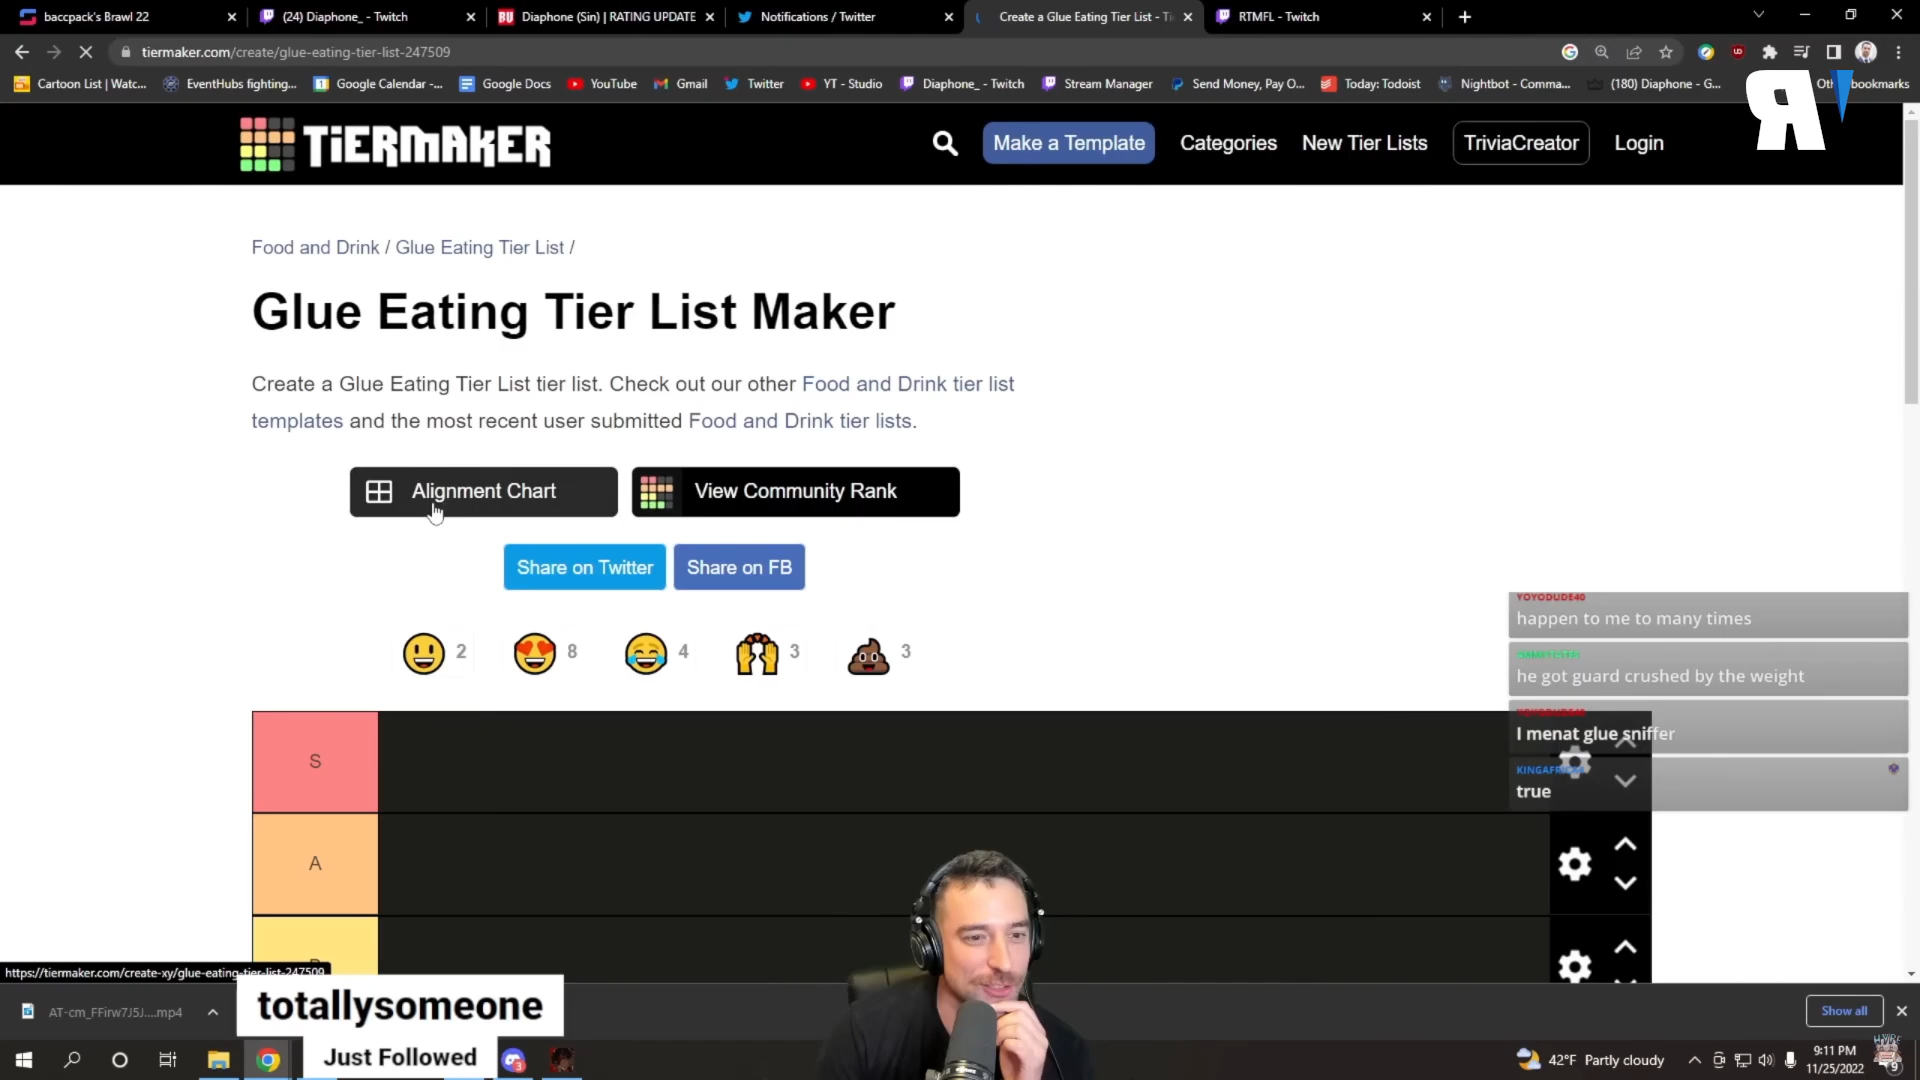 baccpack's Brawl 22
(24) Diaphone_ - Twitch
Diaphone (Sin) | RATING UPDATE
Notifications / Twitter
Create a Glue Eating Tier List - Ti
RTMFL - Twitch
tiermaker.com/create/glue-eating-tier-list-247509
Cartoon List | Watc...
EventHubs fighting...
Google Calendar -...
Google Docs
YouTube
Gmail
Twitter
YT - Studio
Diaphone_ - Twitch
Stream Manager
Send Money, Pay O...
Today: Todoist
Nightbot - Comma...
(180) Diaphone - G...
bookmarks
TiERMAKER
Make a Template
Categories
New Tier Lists
TriviaCreator
Login
Food and Drink / Glue Eating Tier List /
Glue Eating Tier List Maker
Create a Glue Eating Tier List tier list. Check out our other Food and Drink tier list
templates and the most recent user submitted Food and Drink tier lists.
Alignment Chart
View Community Rank
Share on Twitter
Share on FB
2
8
4
3
3
YOYODUDE40
happen to me to many times
he got guard crushed by the weight
I menat glue sniffer
true
S
A
https://tiermaker.com/create-xy/glue-eating-tier-list-247509
AT-cm_FFirw7J5J....mp4
Show all
totallysomeone
Just Followed
42°F Partly cloudy
9:11 PM
11/25/2022